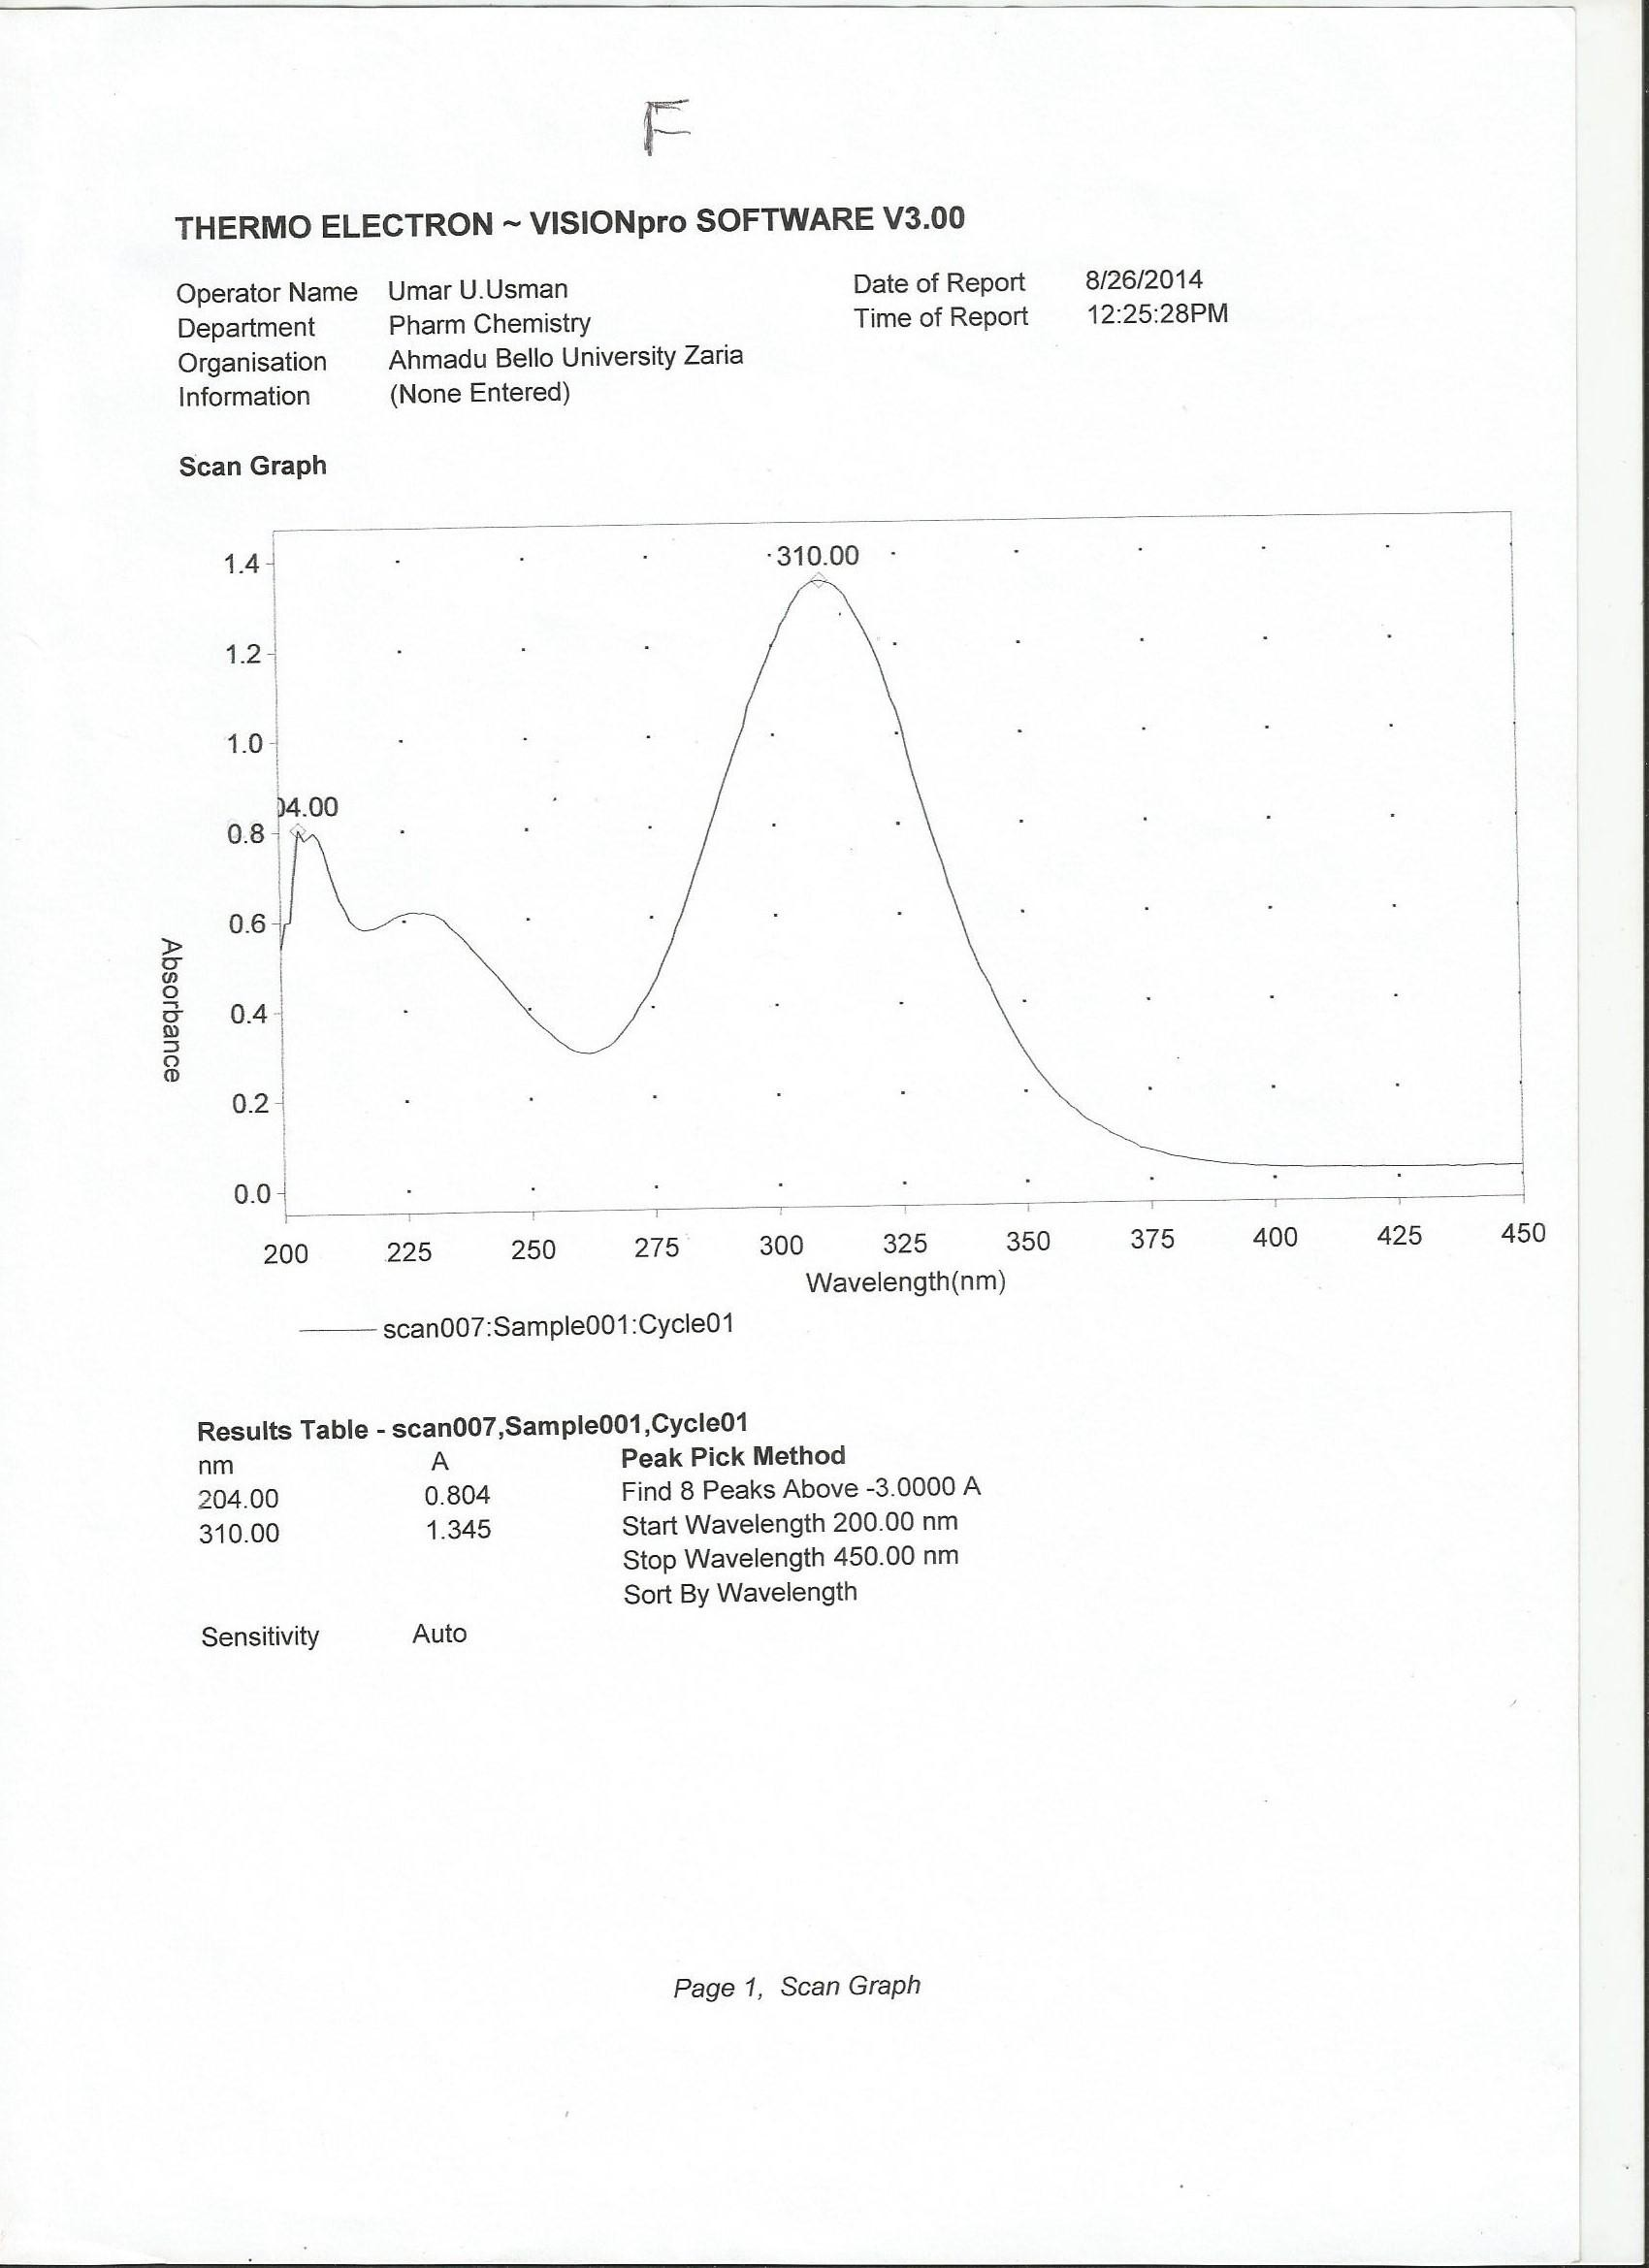 F
THERMO ELECTRON ~ VISIONpro SOFTWARE V3.00
Operator Name Umar U.Usman Date of Report 8/26/2014
Department Pharm Chemistry Time of Report 12:25:28PM
Organisation Ahmadu Bello University Zaria
Information (None Entered)
Scan Graph
310.00
04.00
1.4
1.2
1.0
0.8
0.6
0.4
0.2
0.0
Absorbance
200 225 250 275 300 325 350 375 400 425 450
Wavelength(nm)
scan007:Sample001:Cycle01
Results Table - scan007,Sample001,Cycle01
nm A Peak Pick Method
204.00 0.804 Find 8 Peaks Above -3.0000 A
310.00 1.345 Start Wavelength 200.00 nm
Stop Wavelength 450.00 nm
Sort By Wavelength
Sensitivity Auto
Page 1, Scan Graph